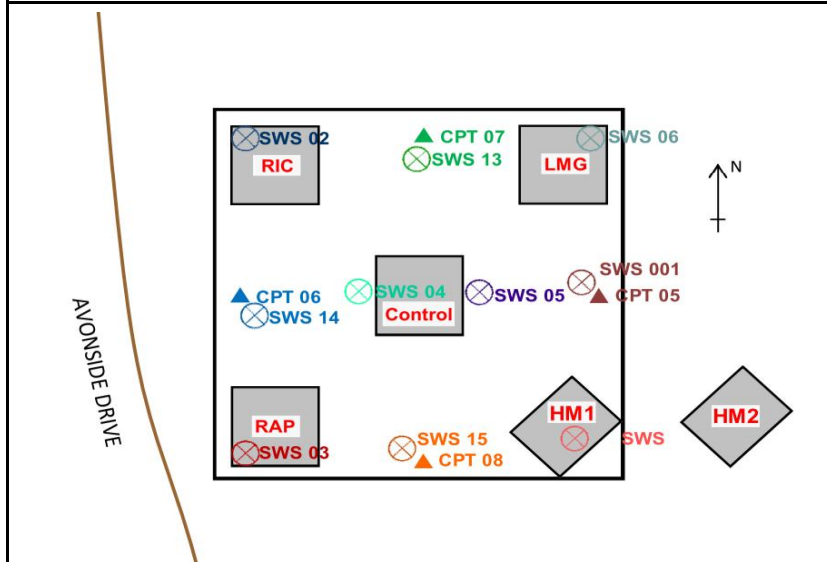 CPT 07
SWS 02
SWS 06
SWS 13
RIC
LMG
N
SWS 001
CPT 06
SWS 04
SWS 05
CPT 05
SWS 14
Control
AVONSIDE DRIVE
HM1
HM2
RAP
SWS 15
SWS
SWS 03
CPT 08